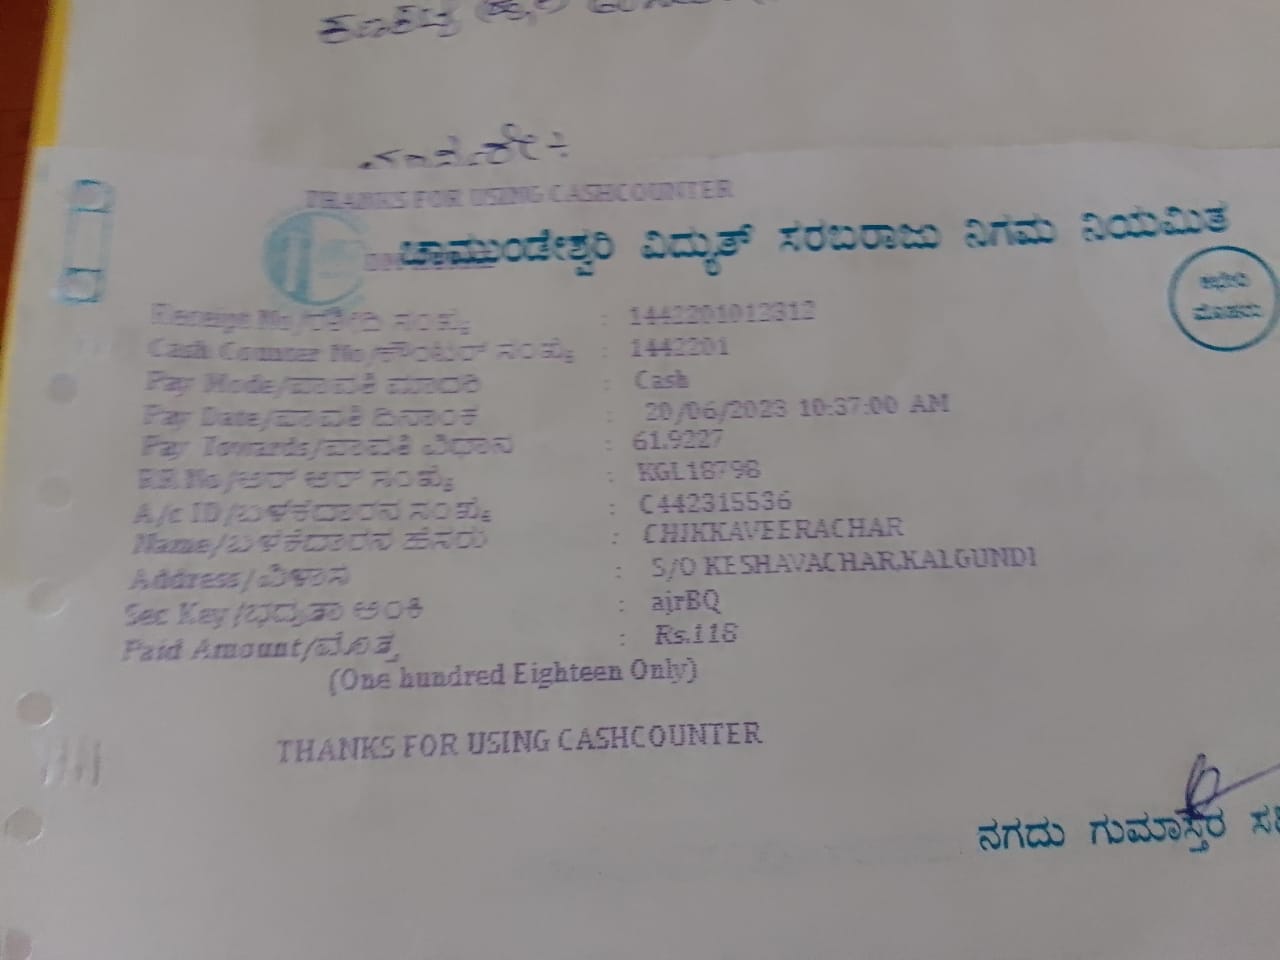 THANKS FOR USING CASHCOUNTER
ಚಾಮುಂಡೇಶ್ವರಿ ವಿದ್ಯುತ್ ಸರಬರಾಜು ನಿಗಮ ನಿಯಮಿತ
Receipt No/ರಶೀದಿ ಸಂಖ್ಯೆ : 1442201012312
Cash Counter No/ಕೌಂಟರ್ ಸಂಖ್ಯೆ : 1442201
Pay Mode/ಪಾವತಿ ಮಾದರಿ : Cash
Pay Date/ಪಾವತಿ ದಿನಾಂಕ : 20/06/2023 10:37:00 AM
Pay Towards/ಪಾವತಿ ವಿಧಾನ : 61.9227
RR No/ಆರ್ ಆರ್ ಸಂಖ್ಯೆ : KGL18798
A/c ID/ಬಳಕೆದಾರನ ಸಂಖ್ಯೆ : C442315536
Name/ಬಳಕೆದಾರನ ಹೆಸರು : CHIKKAVEERACHAR
Address/ವಿಳಾಸ : S/O KESHAVACHAR,KALGUNDI
Sec Key/ಭದ್ರತಾ ಅಂಕಿ : ajrBQ
Paid Amount/ಮೊತ್ತ : Rs.118
(One hundred Eighteen Only)
THANKS FOR USING CASHCOUNTER
ನಗದು ಗುಮಾಸ್ತರ